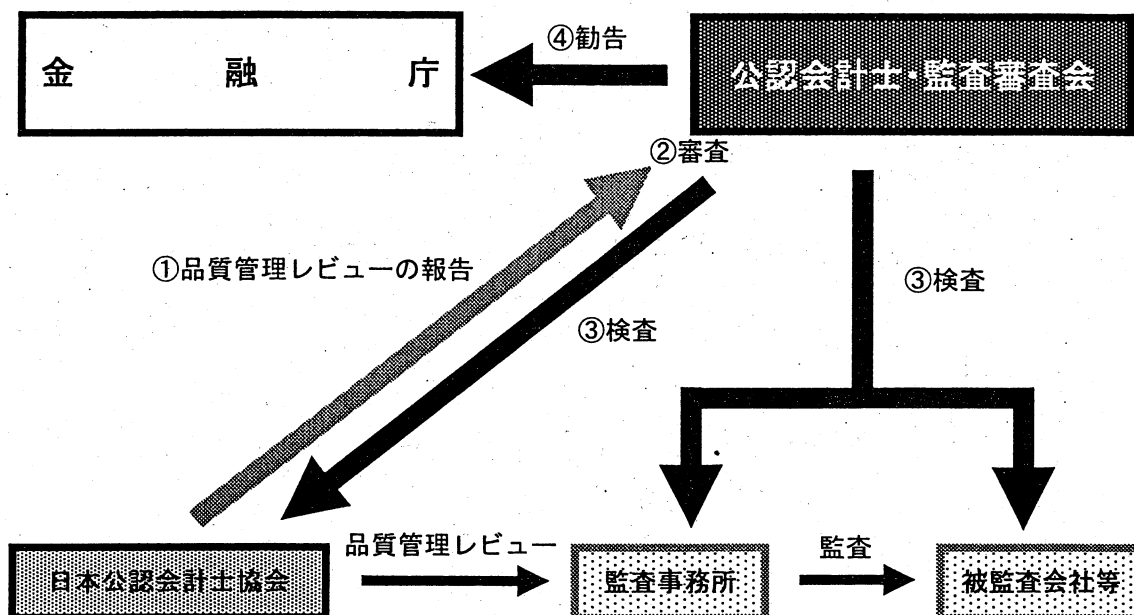 金融庁
④勧告
公認会計士・監査審査会
②審査
①品質管理レビューの報告
③検査
③検査
日本公認会計士協会
品質管理レビュー
監査事務所
監査
被監査会社等